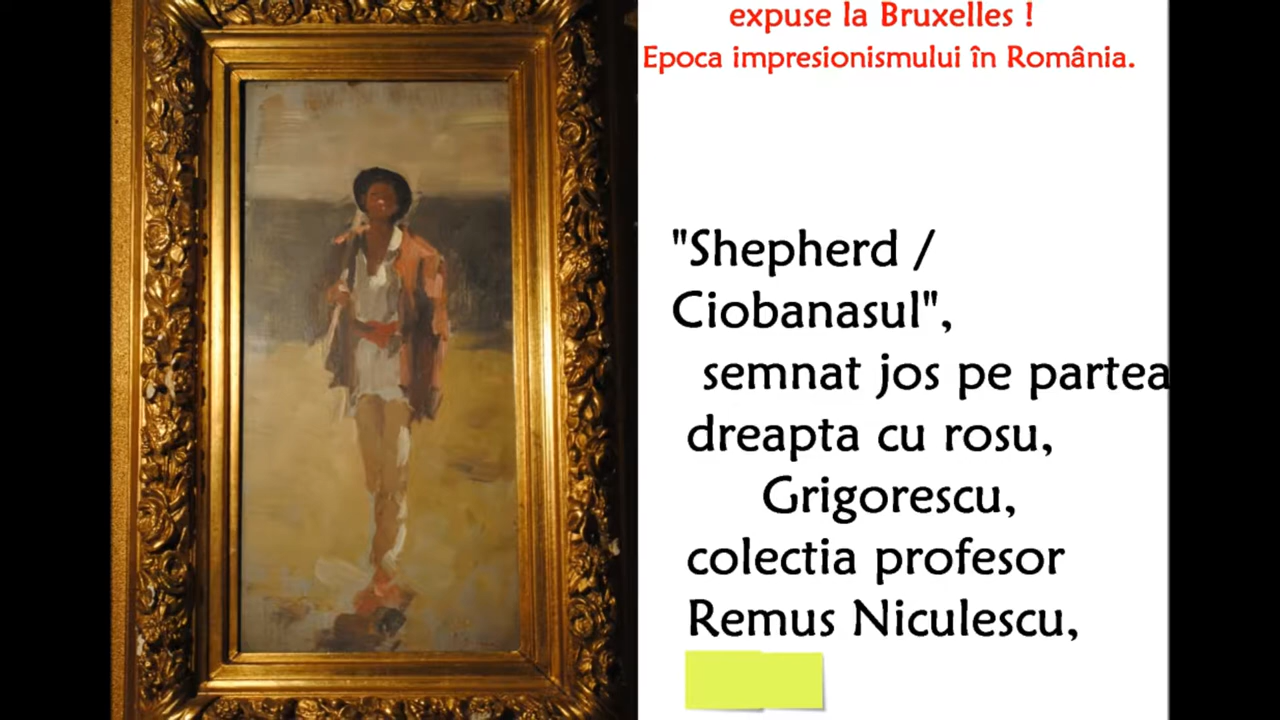 expuse la Bruxelles !
Epoca impresionismului în România.
"Shepherd /
Ciobanasul",
semnat jos pe partea
dreapta cu rosu,
Grigorescu,
colectia profesor
Remus Niculescu,